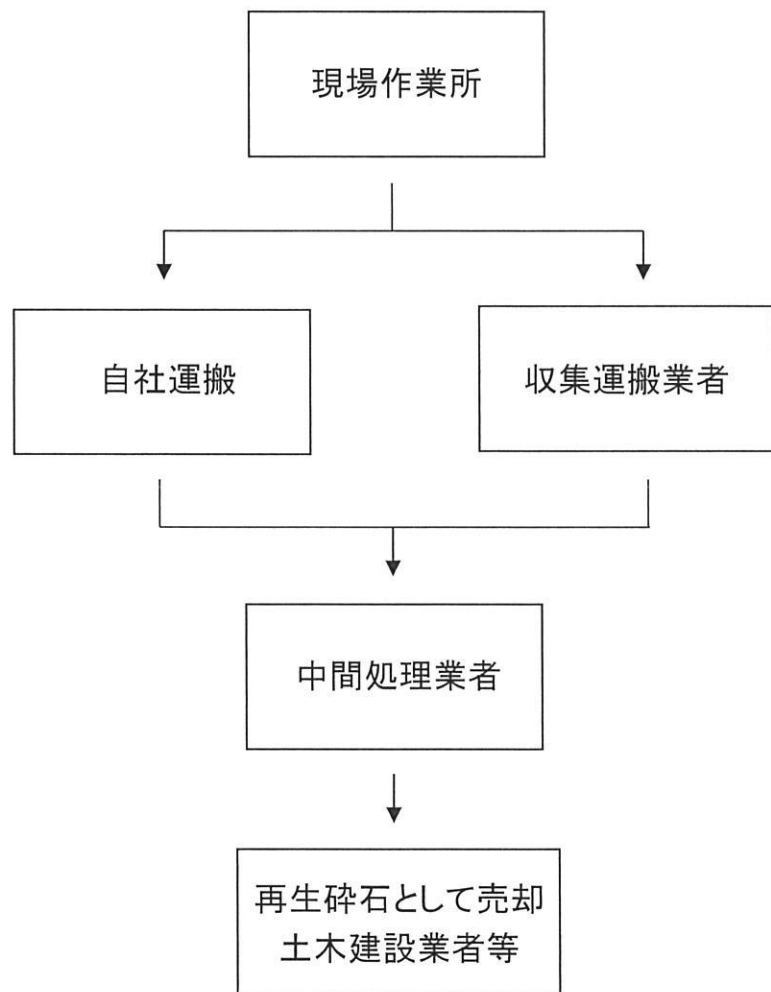 現場作業所
自社運搬
収集運搬業者
中間処理業者
再生砕石として売却
土木建設業者等